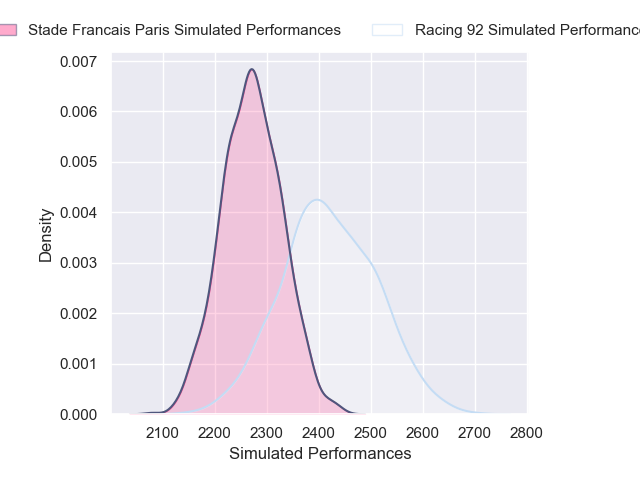 Stade Francais Paris Simulated Performances
Racing 92 Simulated
0.007
0.006
0.005
0.004
0.003
0.002
0.001
0.000
Density
2100 2200 2300 2400 2500 2600 2700 2800
Simulated Performances